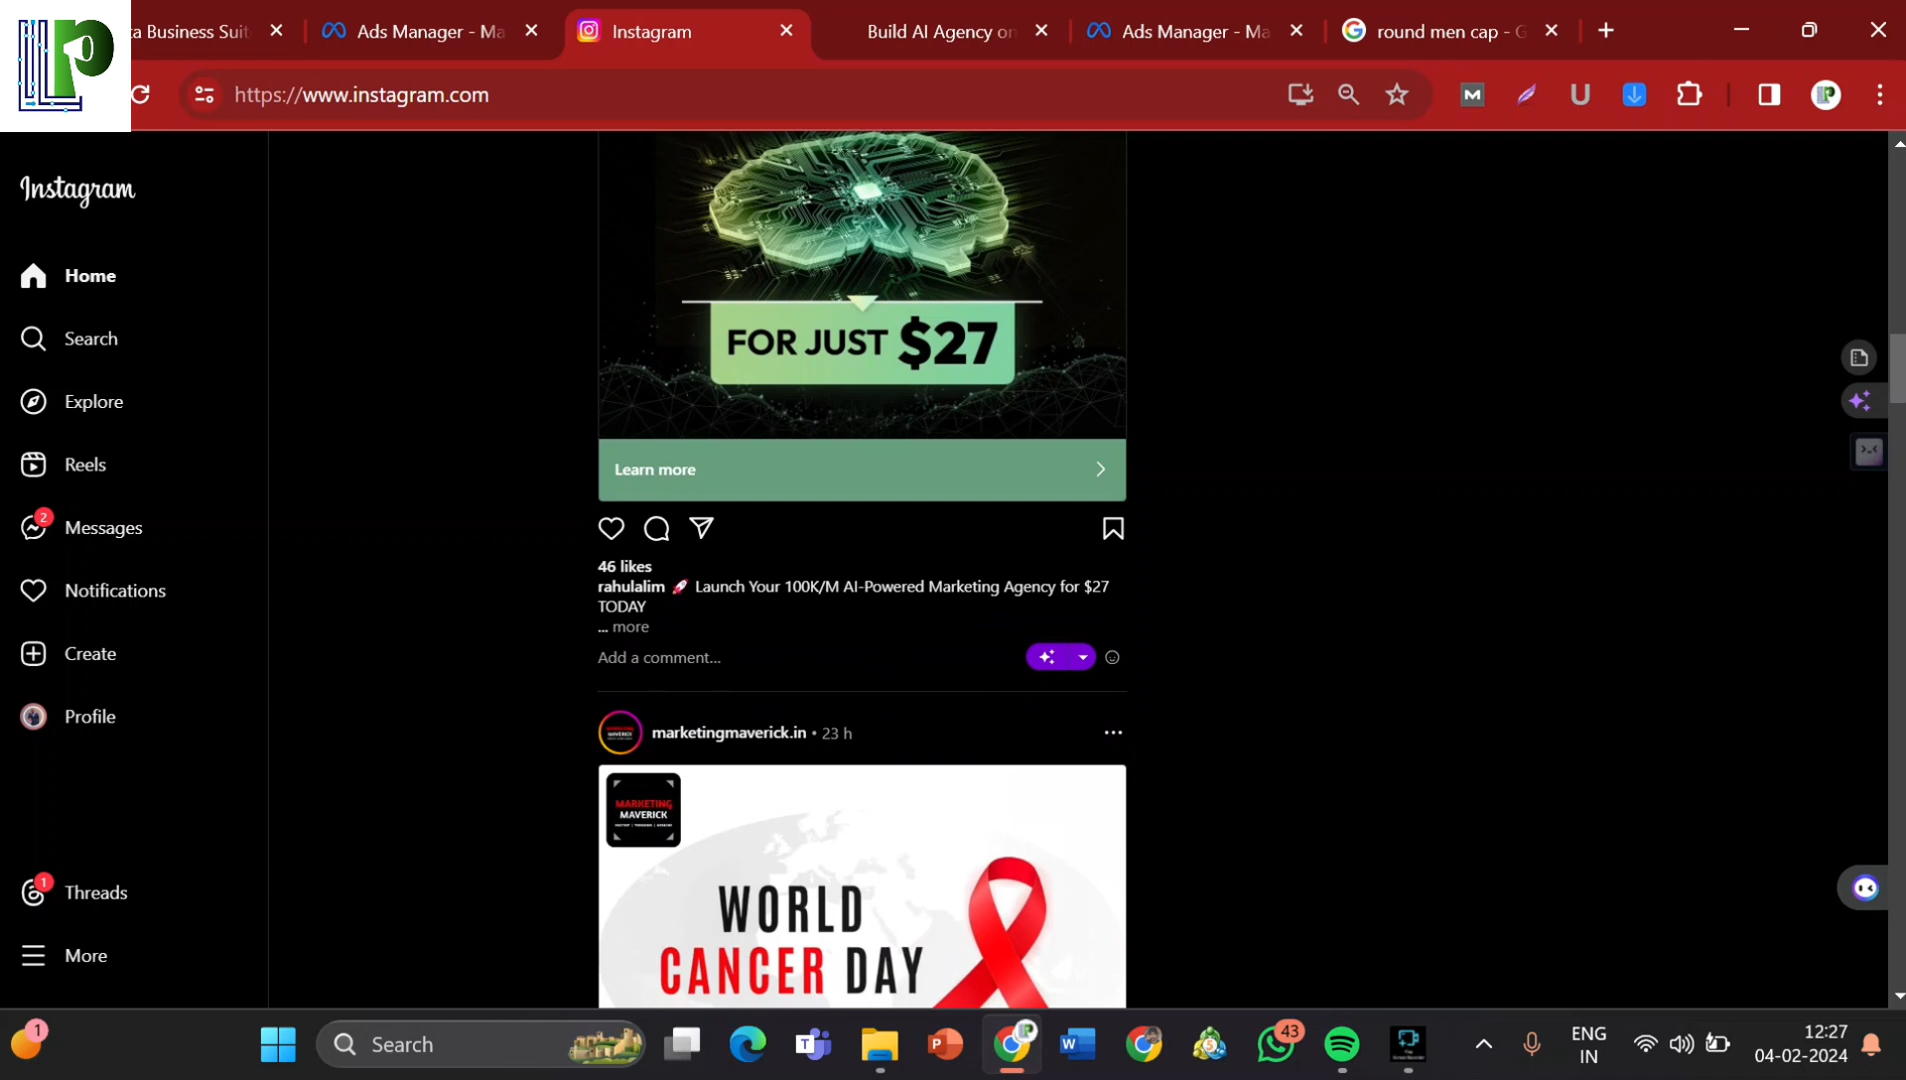 ta Business Suit
Ads Manager - Ma
Instagram
Build AI Agency on
Ads Manager - Ma
round men cap - G
https://www.instagram.com
Instagram
Home
Search
Explore
Reels
2
Messages
Notifications
Create
Profile
1
Threads
More
FOR JUST $27
Learn more
46 likes
rahulalim 🚀 Launch Your 100K/M AI-Powered Marketing Agency for $27
TODAY
... more
Add a comment...
marketingmaverick.in • 23 h
MARKETING
MAVERICK
WORLD
CANCER DAY
1
Search
43
ENG
IN
12:27
04-02-2024